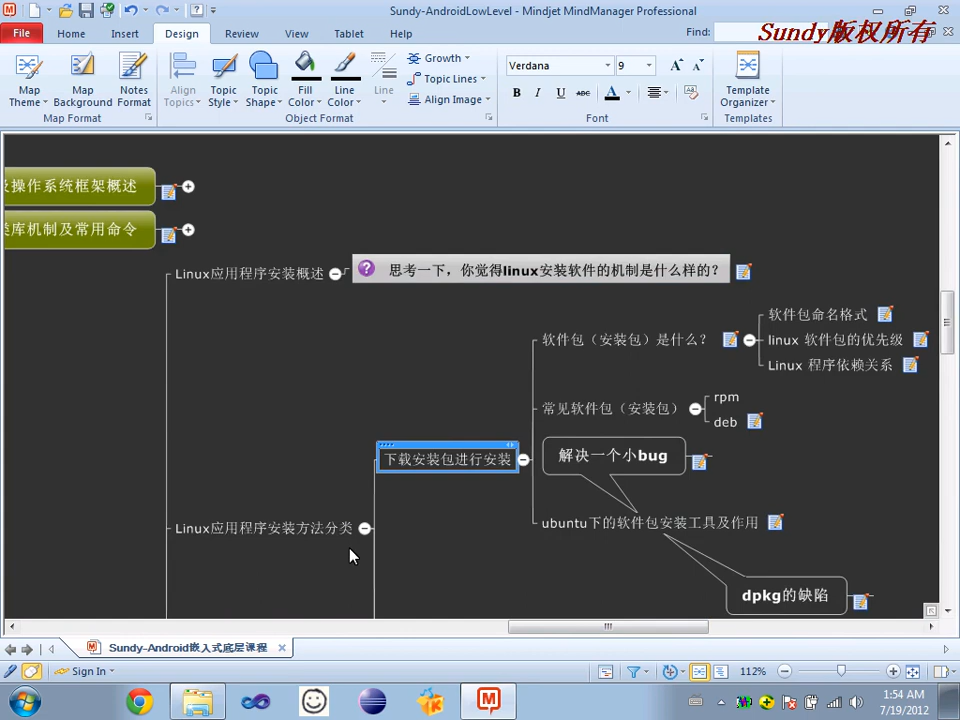 Sundy-AndroidLowLevel - Mindjet MindManager Professional
File Home Insert Design Review View Tablet Help Find:
Sundy版权所有
Map Theme
Map Background
Notes Format
Align Topics
Topic Style
Topic Shape
Fill Color
Line Color
Line
Growth
Topic Lines
Align Image
Verdana 9
B I U ABC A
Template Organizer
Map Format Object Format Font Templates
及操作系统框架概述
类库机制及常用命令
Linux应用程序安装概述
思考一下，你觉得linux安装软件的机制是什么样的？
软件包（安装包）是什么？
软件包命名格式
linux 软件包的优先级
Linux 程序依赖关系
常见软件包（安装包）
rpm
deb
下载安装包进行安装
解决一个小bug
ubuntu下的软件包安装工具及作用
Linux应用程序安装方法分类
dpkg的缺陷
Sundy-Android嵌入式底层课程
Sign In
112%
1:54 AM
7/19/2012